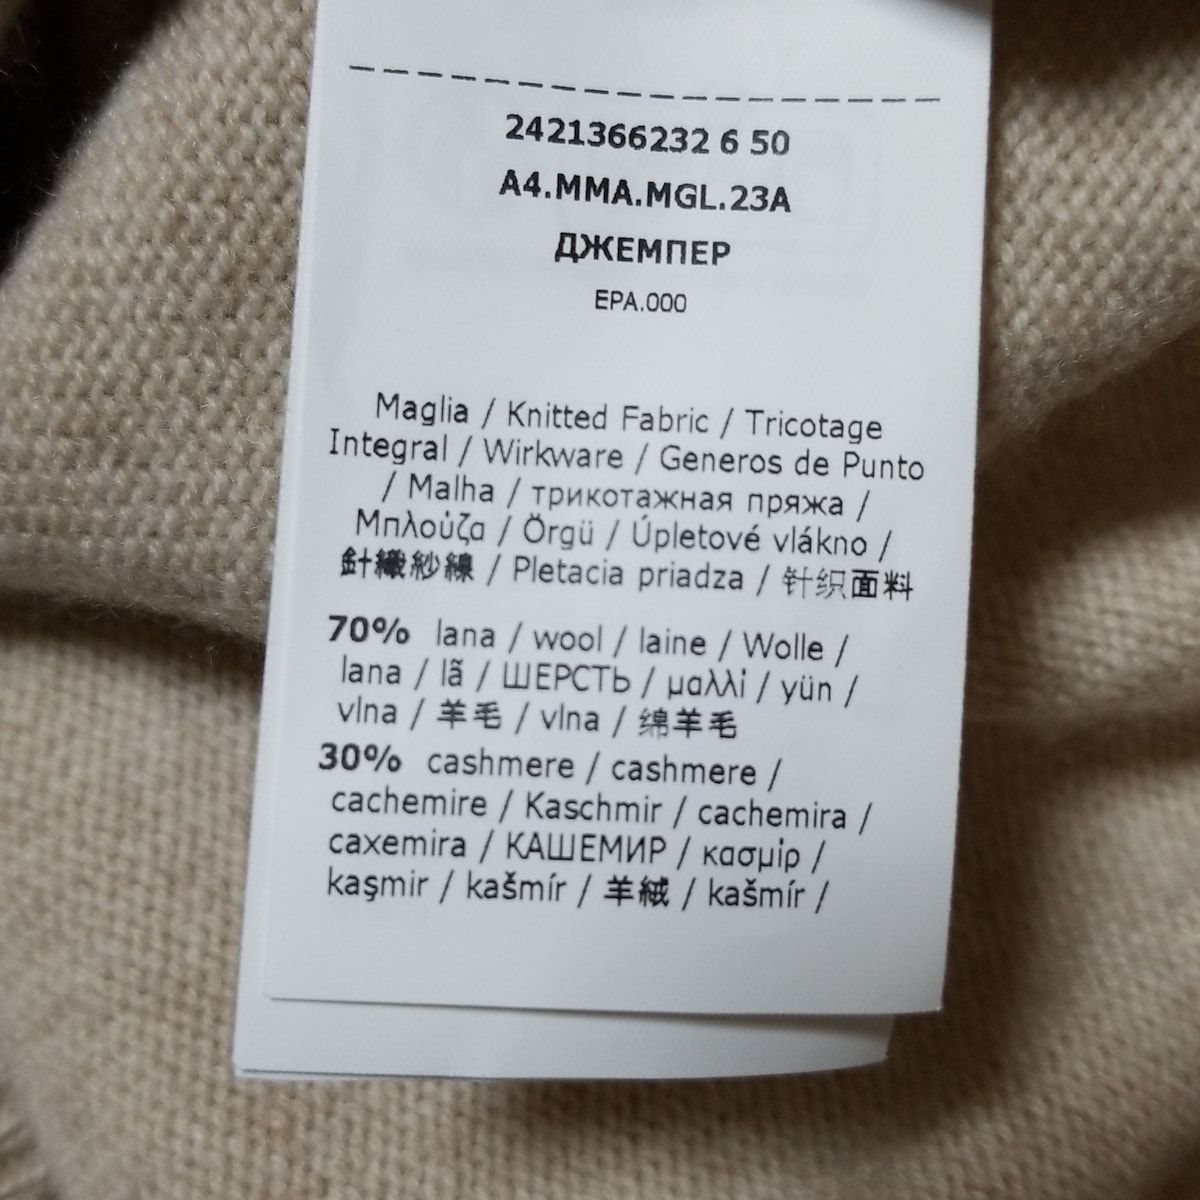 2421366232 6 50
A4.MMA.MGL.23A
ДЖЕМПЕР
EPA.000
Maglia / Knitted Fabric / Tricotage
Integral / Wirkware / Generos de Punto
/ Malha / трикотажная пряжа /
Μπλούζα / Örgü / Úpletové vlákno /
針織紗線 / Pletacia priadza / 针织面料
70% lana / wool / laine / Wolle /
lana / lã / ШЕРСТЬ / μαλλί / yün /
vlna / 羊毛 / vlna / 绵羊毛
30% cashmere / cashmere /
cachemire / Kaschmir / cachemira /
caxemira / КАШЕМИР / κασμίρ /
kaşmir / kašmír / 羊絨 / kašmír /